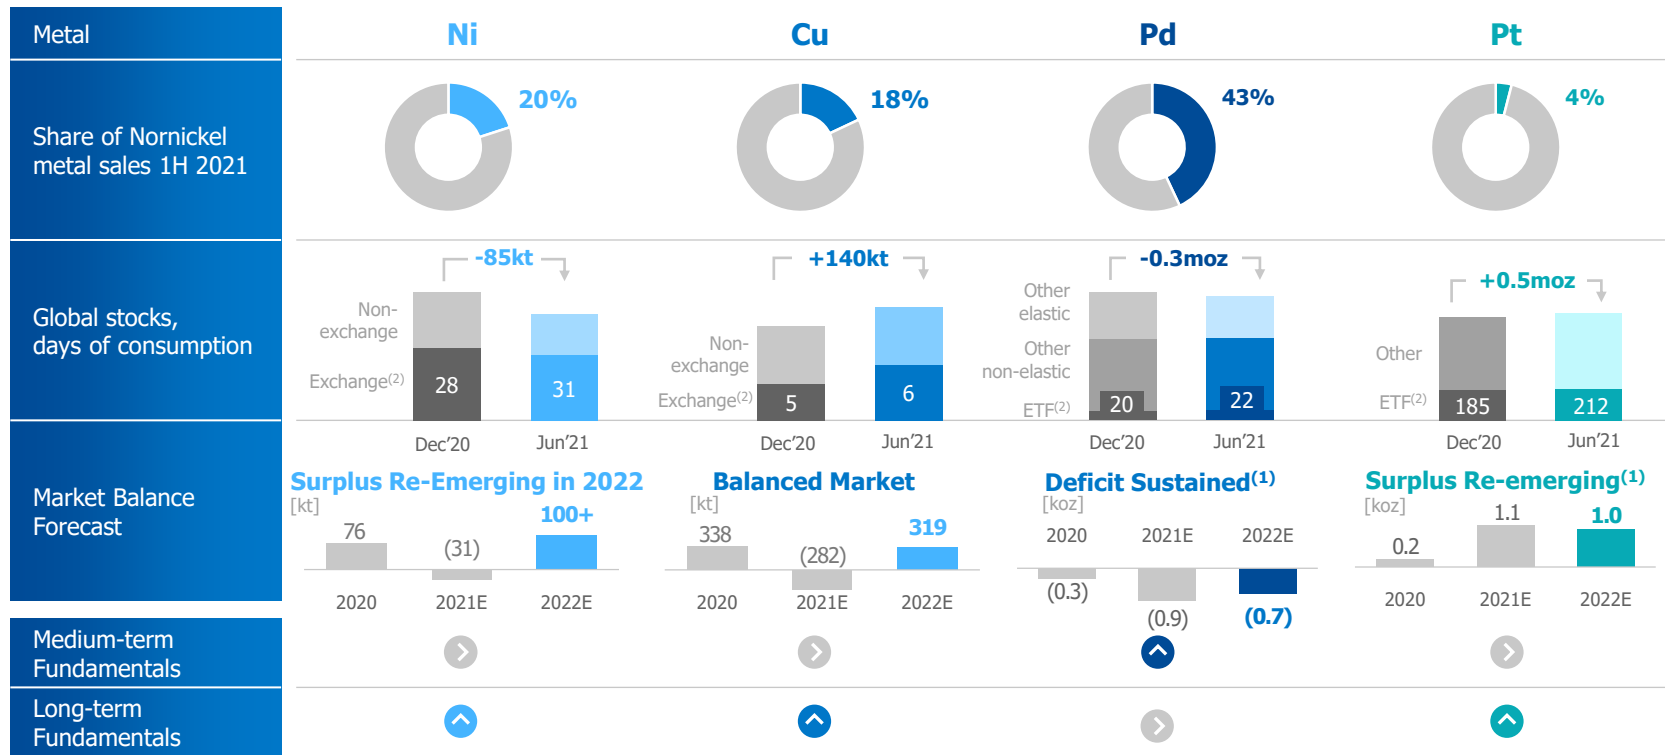 Metal
Ni
Cu
Pd
Pt
Share of Nornickel
metal sales 1H 2021
20%
18%
43%
4%
Global stocks,
days of consumption
-85kt
Non-
exchange
Exchange(2)
28
31
Dec'20
Jun'21
+140kt
Non-
exchange
Exchange(2)
5
6
Dec'20
Jun'21
-0.3moz
Other
elastic
Other
non-elastic
ETF(2)
20
22
Dec'20
Jun'21
+0.5moz
Other
ETF(2)
185
212
Dec'20
Jun'21
Market Balance
Forecast
Surplus Re-Emerging in 2022
[kt]
76
(31)
100+
2020
2021E
2022E
Balanced Market
[kt]
338
(282)
319
2020
2021E
2022E
Deficit Sustained(1)
[koz]
2020
2021E
2022E
(0.3)
(0.9)
(0.7)
Surplus Re-emerging(1)
[koz]
0.2
1.1
1.0
2020
2021E
2022E
Medium-term
Fundamentals
Long-term
Fundamentals